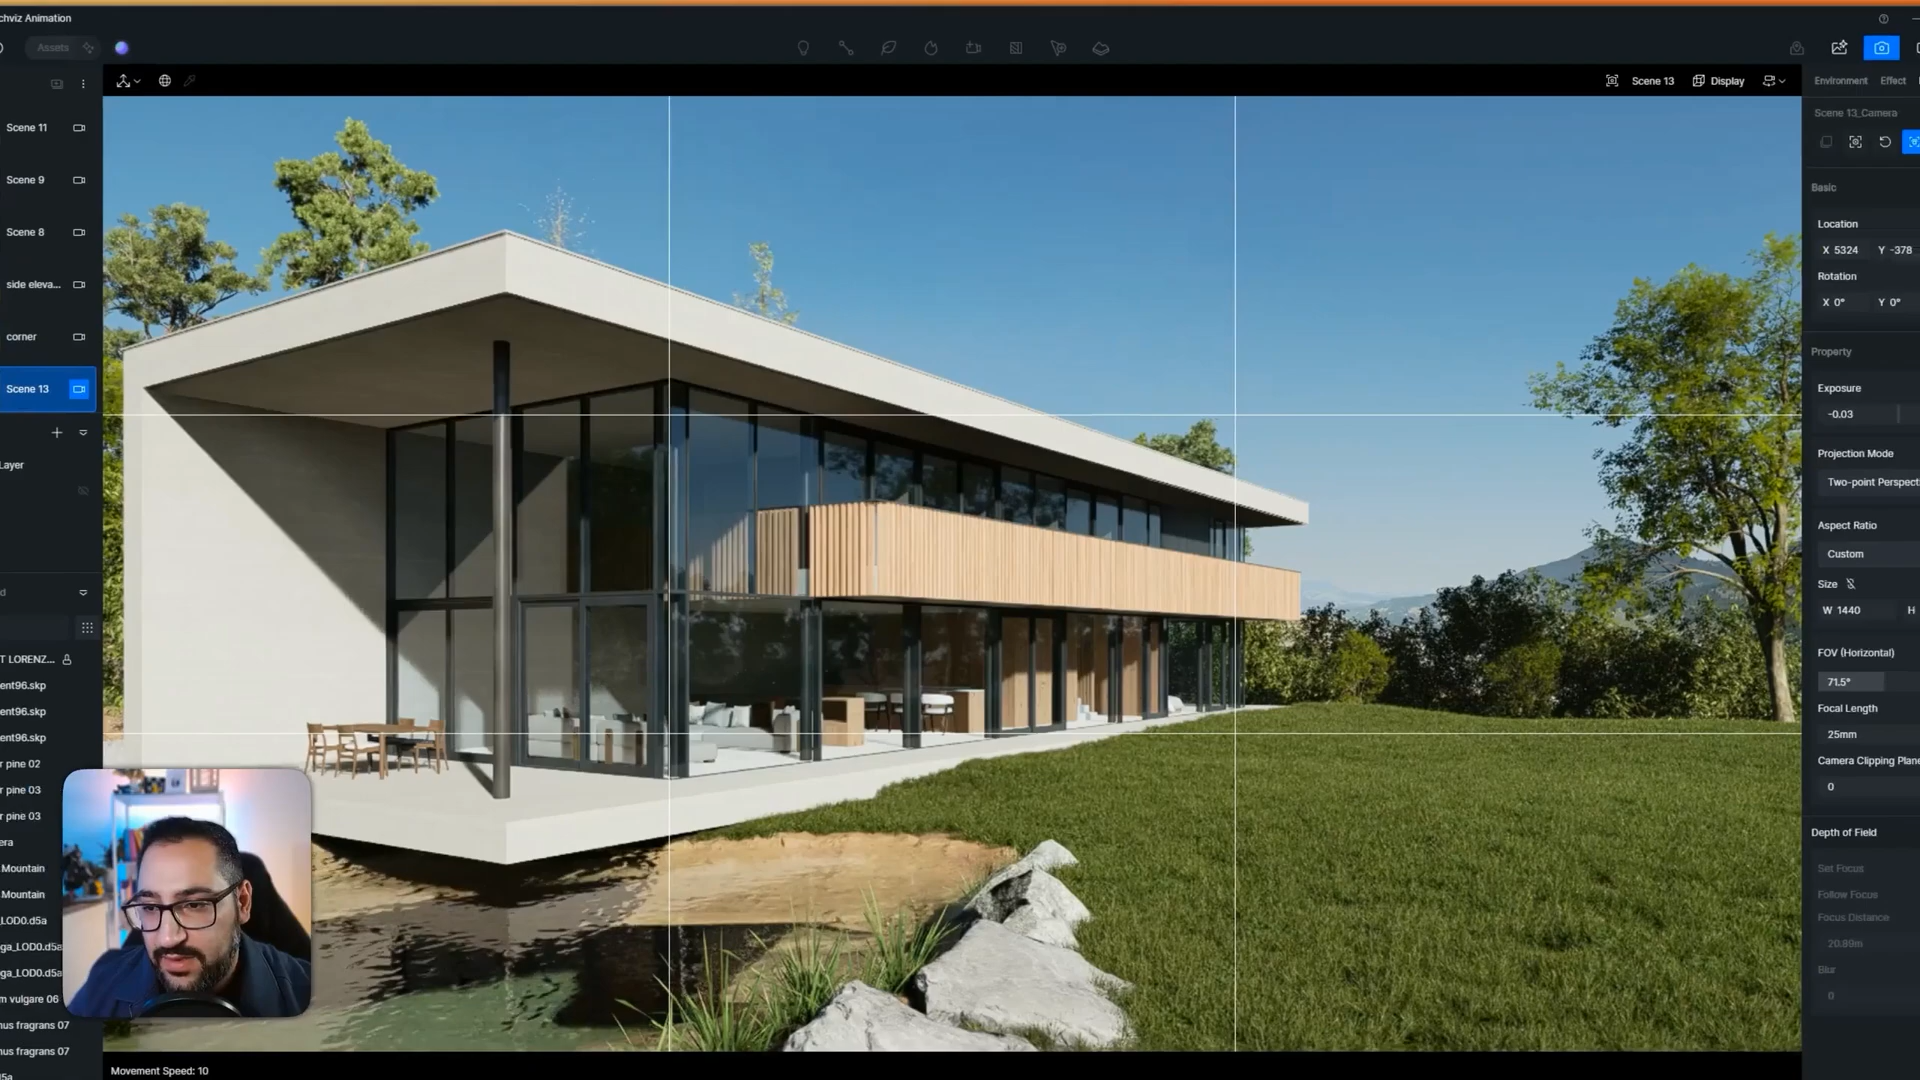 chviz Animation
Assets
Scene 13
Display
Environment
Effect
Scene 11
Scene 9
Scene 8
side eleva...
corner
Scene 13
Layer
d
T LORENZ...
ent96.skp
ent96.skp
ent96.skp
r pine 02
r pine 03
r pine 03
era
Mountain
Mountain
_LOD0.d5a
ga_LOD0.d5a
ga_LOD0.d5a
m vulgare 06
nus fragrans 07
nus fragrans 07
Scene 13_Camera
Basic
Location
X 5324 Y -378
Rotation
X 0° Y 0°
Property
Exposure
-0.03
Projection Mode
Two-point Perspecti
Aspect Ratio
Custom
Size
W 1440 H
FOV (Horizontal)
71.5°
Focal Length
25mm
Camera Clipping Plane
0
Depth of Field
Set Focus
Follow Focus
Focus Distance
20.89m
Blur
0
Movement Speed: 10